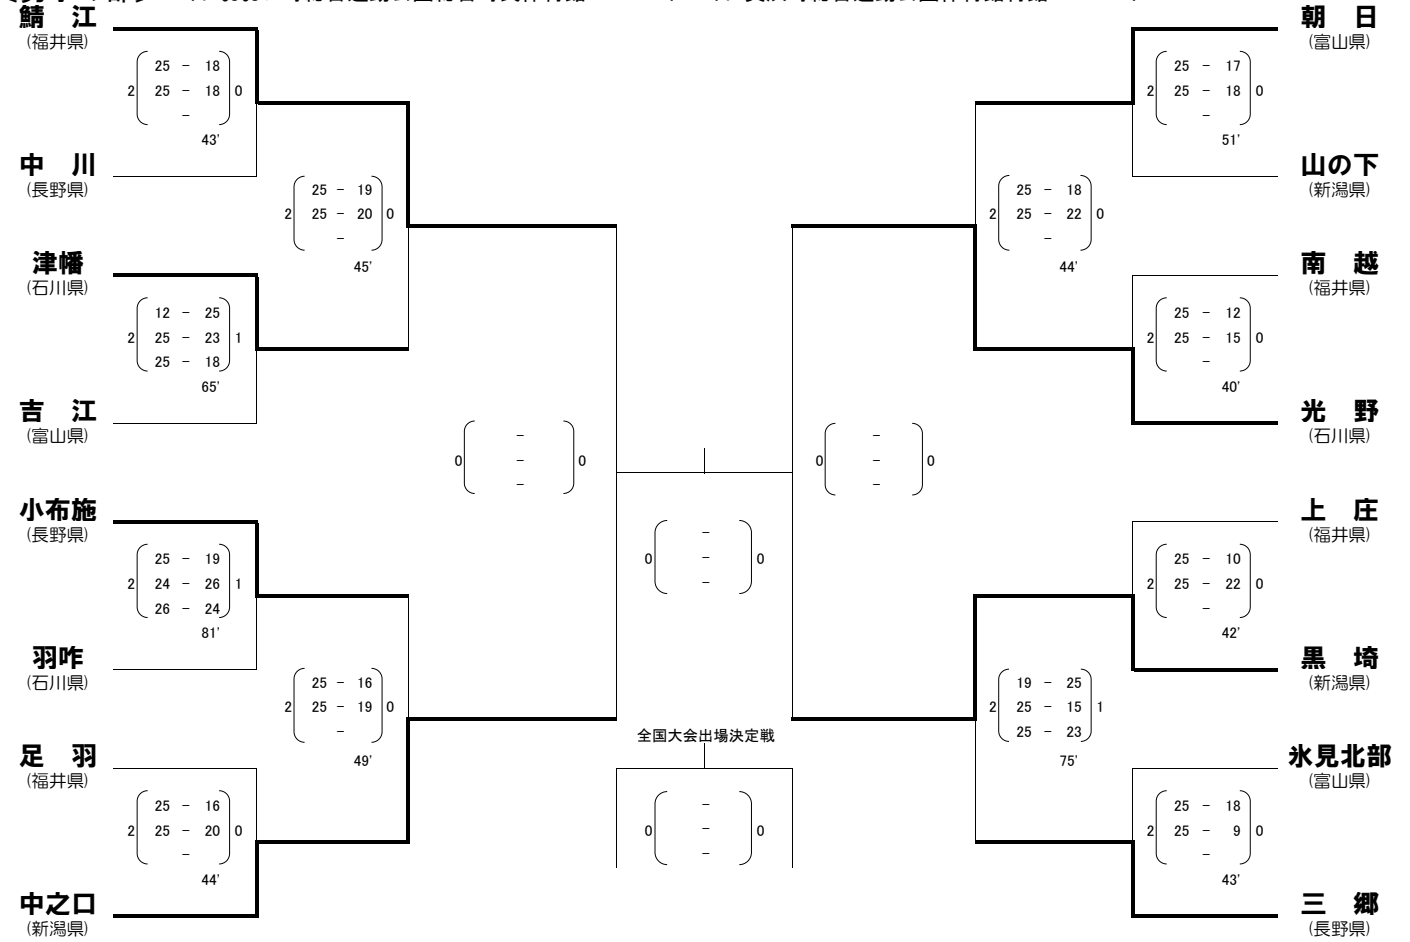 鯖　江
(福井県)
25 - 18
2 25 - 18 0
-
43'
中　川
(長野県)
25 - 19
2 25 - 20 0
-
45'
津幡
(石川県)
12 - 25
2 25 - 23 1
25 - 18
65'
吉　江
(富山県)
-
0 - 0
-
小布施
(長野県)
25 - 19
2 24 - 26 1
26 - 24
81'
羽咋
(石川県)
25 - 16
2 25 - 19 0
-
49'
足　羽
(福井県)
25 - 16
2 25 - 20 0
-
44'
中之口
(新潟県)
-
0 - 0
-
全国大会出場決定戦
-
0 - 0
-
朝　日
(富山県)
25 - 17
2 25 - 18 0
-
51'
山の下
(新潟県)
25 - 18
2 25 - 22 0
-
44'
南　越
(福井県)
25 - 12
2 25 - 15 0
-
40'
光　野
(石川県)
-
0 - 0
-
上　庄
(福井県)
25 - 10
2 25 - 22 0
-
42'
黒　埼
(新潟県)
19 - 25
2 25 - 15 1
25 - 23
75'
氷見北部
(富山県)
25 - 18
2 25 - 9 0
-
43'
三　郷
(長野県)